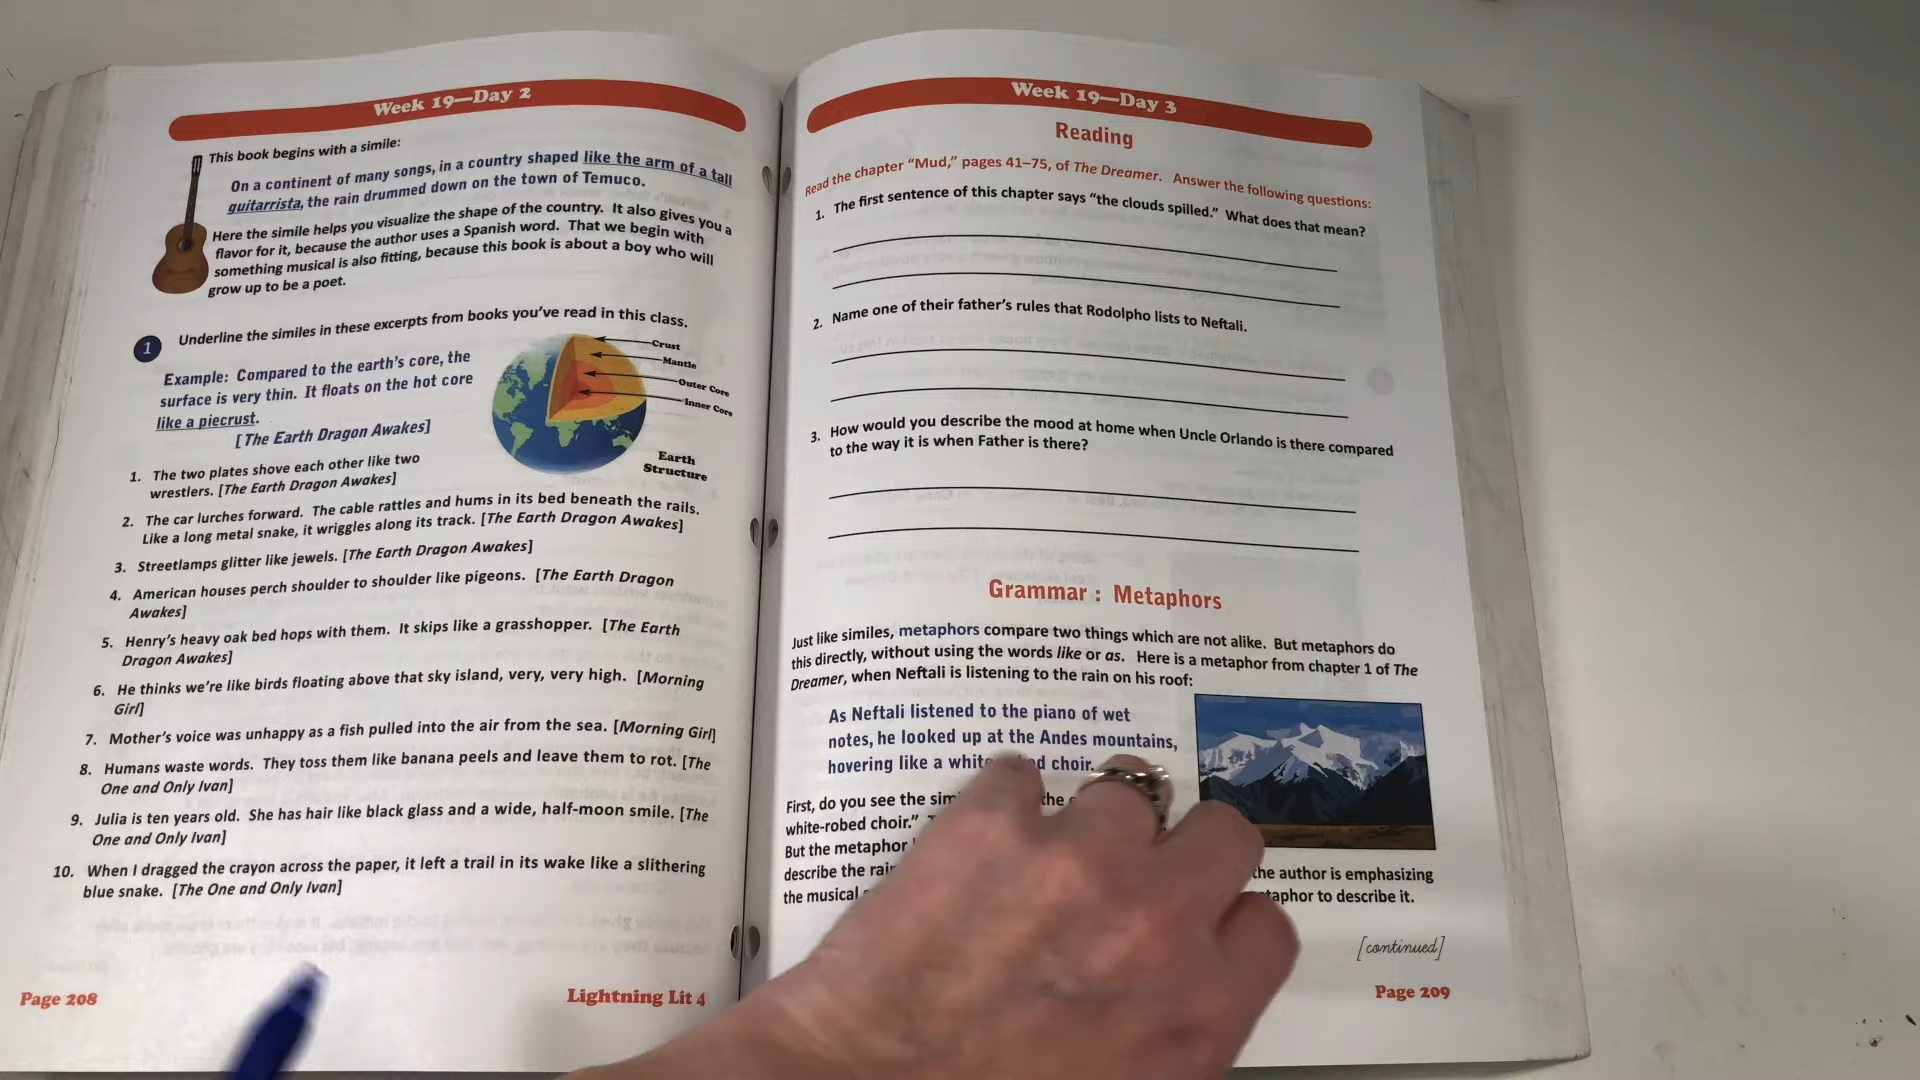 Week 19—Day 2
This book begins with a simile:
On a continent of many songs, in a country shaped like the arm of a tall
guitarrista, the rain drummed down on the town of Temuco.
Here the simile helps you visualize the shape of the country. It also gives you a
flavor for it, because the author uses a Spanish word. That we begin with
something musical is also fitting, because this book is about a boy who will
grow up to be a poet.
1
Underline the similes in these excerpts from books you've read in this class.
Example: Compared to the earth's core, the
surface is very thin. It floats on the hot core
like a piecrust.
[The Earth Dragon Awakes]
Crust
Mantle
Outer Core
Inner Core
Earth
Structure
1. The two plates shove each other like two
wrestlers. [The Earth Dragon Awakes]
2. The car lurches forward. The cable rattles and hums in its bed beneath the rails.
Like a long metal snake, it wriggles along its track. [The Earth Dragon Awakes]
3. Streetlamps glitter like jewels. [The Earth Dragon Awakes]
4. American houses perch shoulder to shoulder like pigeons. [The Earth Dragon
Awakes]
5. Henry's heavy oak bed hops with them. It skips like a grasshopper. [The Earth
Dragon Awakes]
6. He thinks we're like birds floating above that sky island, very, very high. [Morning
Girl]
7. Mother's voice was unhappy as a fish pulled into the air from the sea. [Morning Girl]
8. Humans waste words. They toss them like banana peels and leave them to rot. [The
One and Only Ivan]
9. Julia is ten years old. She has hair like black glass and a wide, half-moon smile. [The
One and Only Ivan]
10. When I dragged the crayon across the paper, it left a trail in its wake like a slithering
blue snake. [The One and Only Ivan]
Page 208
Lightning Lit 4
Week 19—Day 3
Reading
Read the chapter "Mud," pages 41–75, of The Dreamer. Answer the following questions:
1. The first sentence of this chapter says "the clouds spilled." What does that mean?
2. Name one of their father's rules that Rodolpho lists to Neftali.
3. How would you describe the mood at home when Uncle Orlando is there compared
to the way it is when Father is there?
Grammar : Metaphors
Just like similes, metaphors compare two things which are not alike. But metaphors do
this directly, without using the words like or as. Here is a metaphor from chapter 1 of The
Dreamer, when Neftali is listening to the rain on his roof:
As Neftali listened to the piano of wet
notes, he looked up at the Andes mountains,
hovering like a choir.
First, do you see the the
white-robed choir."
But the metaphor
describe the the author is emphasizing
the musical to describe it.
[continued]
Page 209